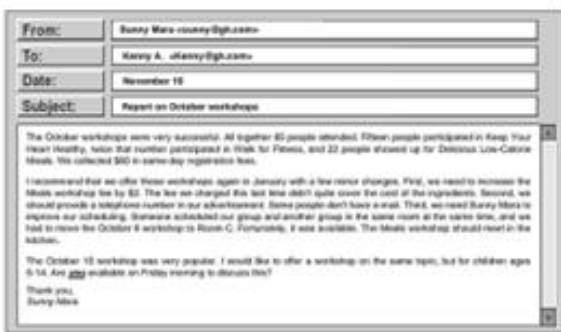 From: Sunny Mara <sunny@gh.com>
To: Kenny A. <Kenny@gh.com>
Date: November 16
Subject: Report on October workshops
The October workshops were very successful. All together people attended. Fifteen people participated in Keep Your
Heart Healthy, twice that number participated in Walk for Fitness, and people showed up for Delicious Low-Calorie
Meals. We collected in same-day registration fees.
I recommend that we offer those workshops again in January with a few minor changes. First, we need to increase the
Meals workshop fee by The fee we charged this last time didn't quite cover the cost of the ingredients. Second, we
should provide a telephone number in our advertisement. Some people don't have e-mail. Third, we need Sunny Mara to
improve our scheduling. Someone scheduled our group and another group in the same room at the same time, and we
had to move the October workshop to Room C. Fortunately, it was available. The Meals workshop should meet in the
kitchen.
The October workshop was very popular. I would like to offer a workshop on the same topic, but for children ages
Are you available on Friday morning to discuss this?
Thank you,
Sunny Mara